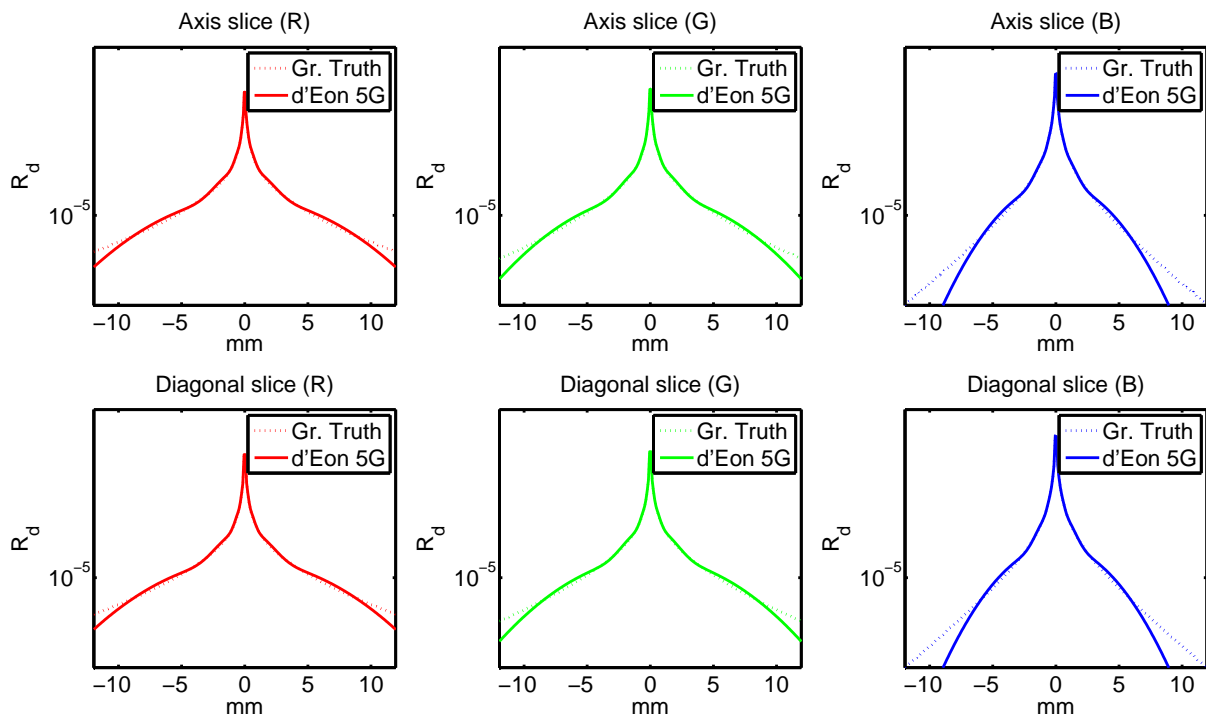 Axis slice (R)
Gr. Truth
d'Eon 5G
R_d
10^−5
−10 −5 0 5 10
mm
Axis slice (G)
Gr. Truth
d'Eon 5G
R_d
10^−5
−10 −5 0 5 10
mm
Axis slice (B)
Gr. Truth
d'Eon 5G
R_d
10^−5
−10 −5 0 5 10
mm
Diagonal slice (R)
Gr. Truth
d'Eon 5G
R_d
10^−5
−10 −5 0 5 10
mm
Diagonal slice (G)
Gr. Truth
d'Eon 5G
R_d
10^−5
−10 −5 0 5 10
mm
Diagonal slice (B)
Gr. Truth
d'Eon 5G
R_d
10^−5
−10 −5 0 5 10
mm